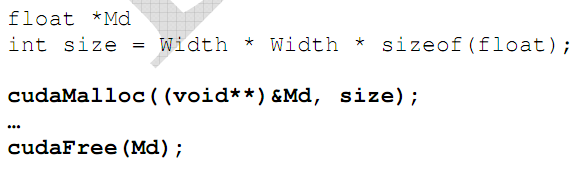 float *Md
int size = Width * Width * sizeof(float);
cudaMalloc((void**)&Md, size);
…
cudaFree(Md);